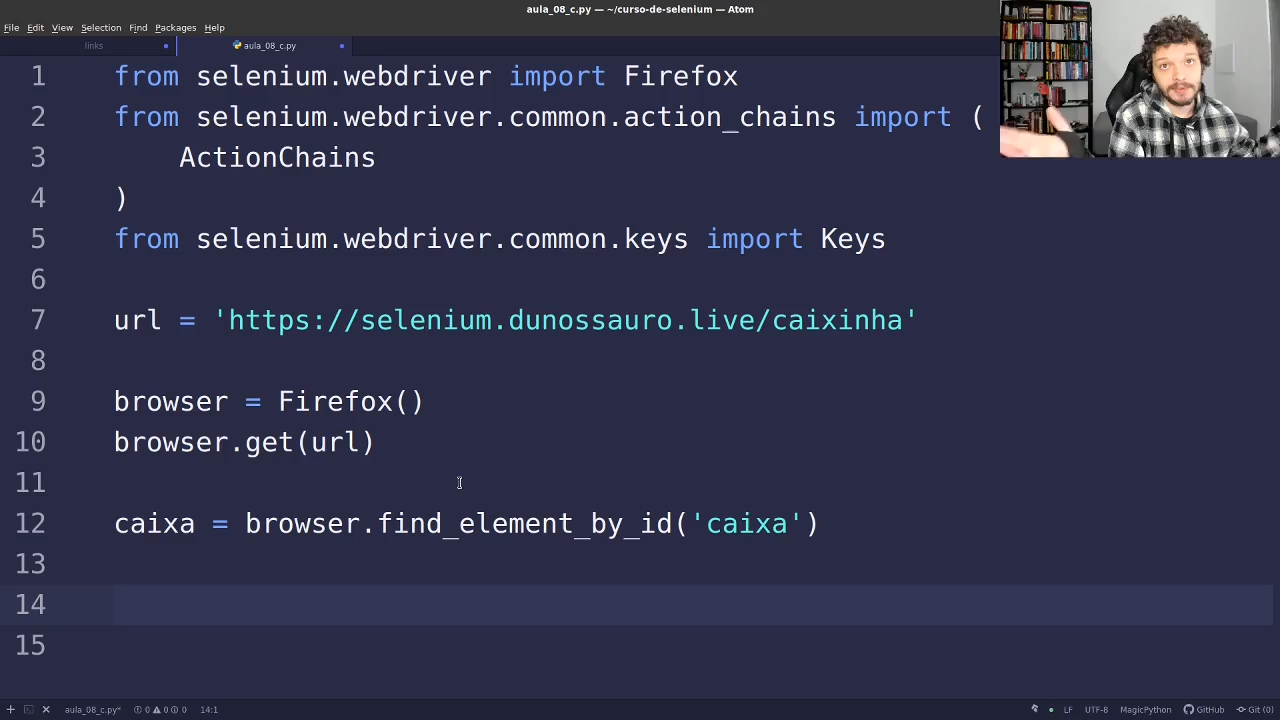 aula_08_c.py — ~/curso-de-selenium — Atom
File Edit View Selection Find Packages Help
links aula_08_c.py
1 from selenium.webdriver import Firefox
2 from selenium.webdriver.common.action_chains import (
3 ActionChains
4 )
5 from selenium.webdriver.common.keys import Keys
6
7 url = 'https://selenium.dunossauro.live/caixinha'
8
9 browser = Firefox()
10 browser.get(url)
11
12 caixa = browser.find_element_by_id('caixa')
13
14
15
aula_08_c.py* 0 0 0 14:1 LF UTF-8 MagicPython GitHub Git (0)